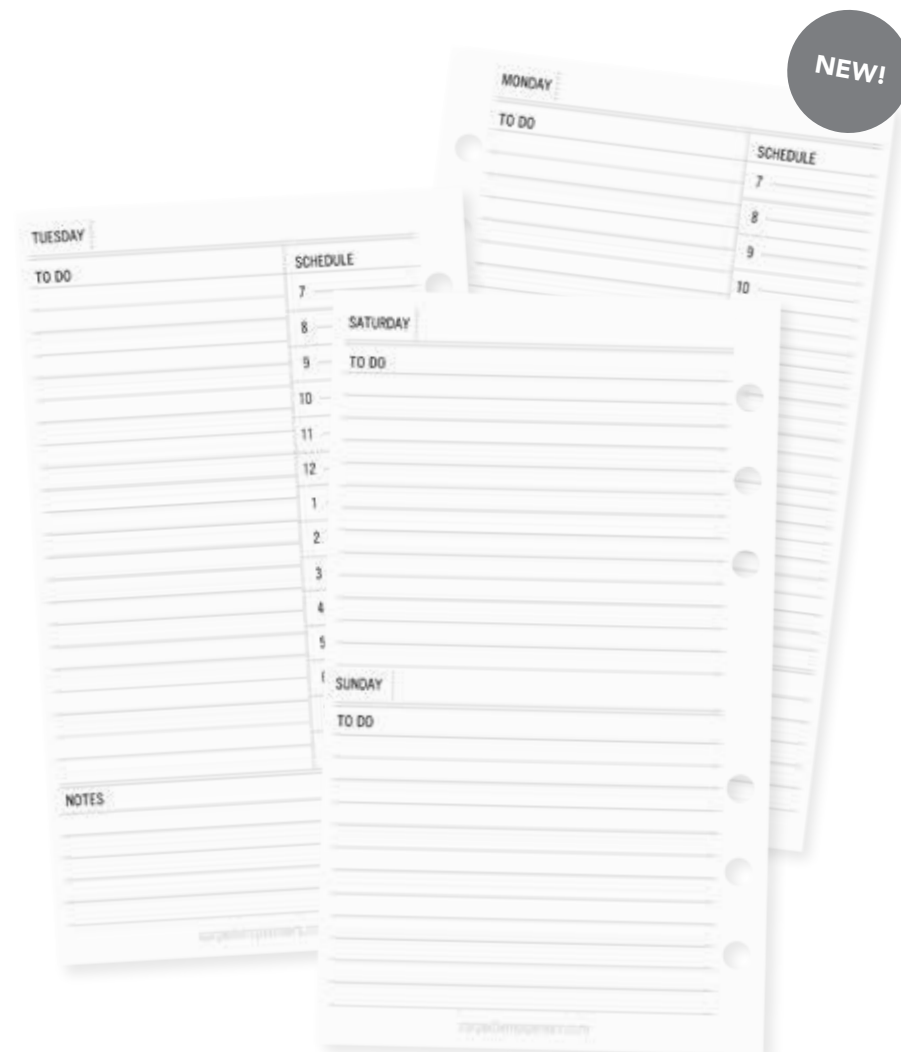 NEW!
MONDAY
TO DO
SCHEDULE
7
8
9
10
TUESDAY
TO DO
SCHEDULE
7
8
9
10
11
12
1
2
3
4
5
NOTES
SATURDAY
TO DO
SUNDAY
TO DO